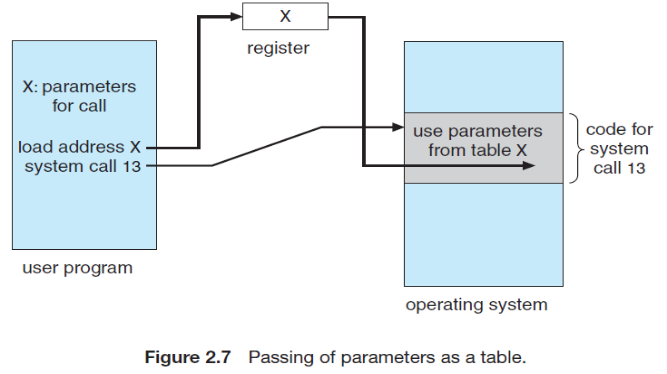 X
register
X: parameters
for call
load address X
system call 13
user program
use parameters
from table X
code for
system
call 13
operating system
Figure 2.7 Passing of parameters as a table.